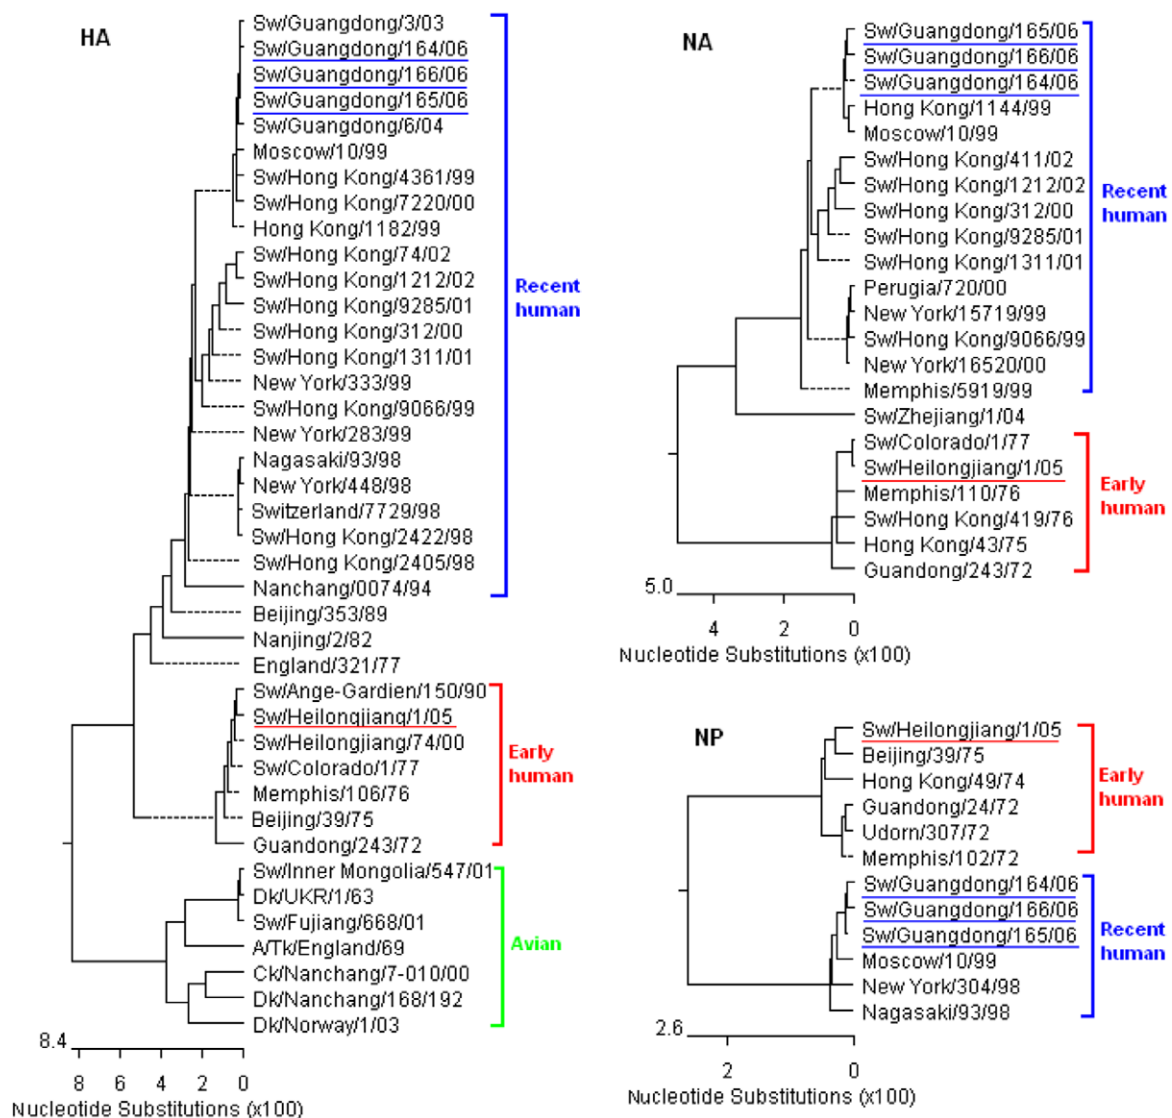 HA
Sw/Guangdong/3/03
Sw/Guangdong/164/06
Sw/Guangdong/166/06
Sw/Guangdong/165/06
Sw/Guangdong/6/04
Moscow/10/99
Sw/Hong Kong/4361/99
Sw/Hong Kong/7220/00
Hong Kong/1182/99
Sw/Hong Kong/74/02
Sw/Hong Kong/1212/02
Sw/Hong Kong/9285/01
Sw/Hong Kong/312/00
Sw/Hong Kong/1311/01
New York/333/99
Sw/Hong Kong/9066/99
New York/283/99
Nagasaki/93/98
New York/448/98
Switzerland/7729/98
Sw/Hong Kong/2422/98
Sw/Hong Kong/2405/98
Nanchang/0074/94
Beijing/353/89
Nanjing/2/82
England/321/77
Sw/Ange-Gardien/150/90
Sw/Heilongjiang/1/05
Sw/Heilongjiang/74/00
Sw/Colorado/1/77
Memphis/106/76
Beijing/39/75
Guandong/243/72
Sw/Inner Mongolia/547/01
Dk/UKR/1/63
Sw/Fujiang/668/01
A/Tk/England/69
Ck/Nanchang/7-010/00
Dk/Nanchang/168/192
Dk/Norway/1/03
Recent
human
Early
human
Avian
8.4
8 6 4 2 0
Nucleotide Substitutions (x100)
NA
Sw/Guangdong/165/06
Sw/Guangdong/166/06
Sw/Guangdong/164/06
Hong Kong/1144/99
Moscow/10/99
Sw/Hong Kong/411/02
Sw/Hong Kong/1212/02
Sw/Hong Kong/312/00
Sw/Hong Kong/9285/01
Sw/Hong Kong/1311/01
Perugia/720/00
New York/15719/99
Sw/Hong Kong/9066/99
New York/16520/00
Memphis/5919/99
Sw/Zhejiang/1/04
Sw/Colorado/1/77
Sw/Heilongjiang/1/05
Memphis/110/76
Sw/Hong Kong/419/76
Hong Kong/43/75
Guandong/243/72
Recent
human
Early
human
5.0
4 2 0
Nucleotide Substitutions (x100)
NP
Sw/Heilongjiang/1/05
Beijing/39/75
Hong Kong/49/74
Guandong/24/72
Udorn/307/72
Memphis/102/72
Sw/Guangdong/164/06
Sw/Guangdong/166/06
Sw/Guangdong/165/06
Moscow/10/99
New York/304/98
Nagasaki/93/98
Early
human
Recent
human
2.6
2 0
Nucleotide Substitutions (x100)